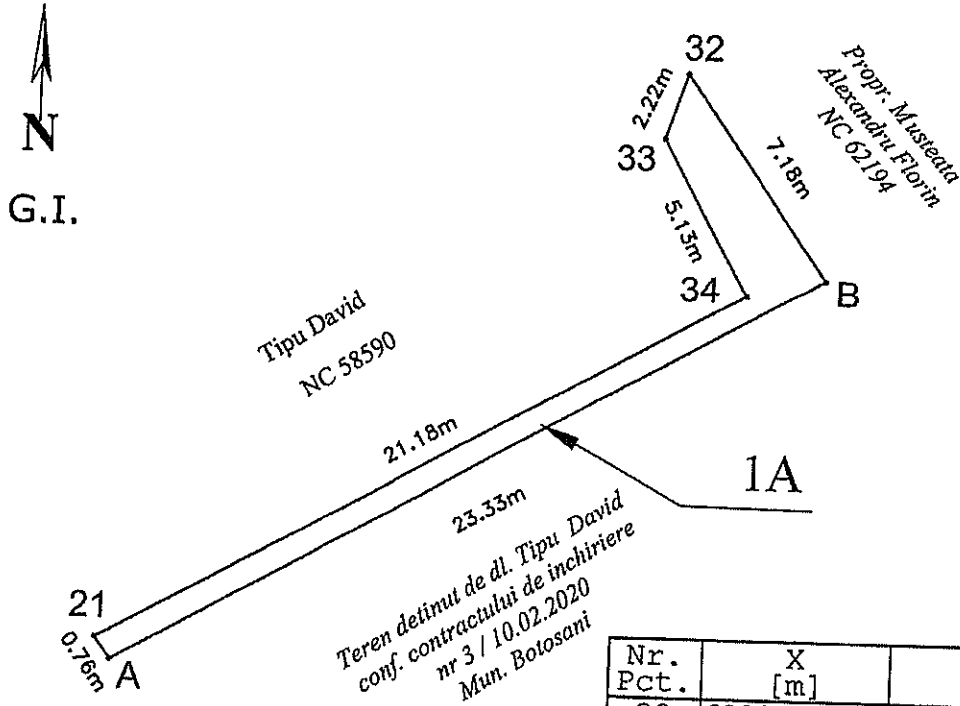 N
G.I.
32
2.22m
33
7.18m
Propr. Musteata
Alexandru Florin
NC 62194
5.13m
34
B
Tipu David
NC 58590
21.18m
1A
23.33m
Teren detinut de dl. Tipu David
conf. contractului de inchiriere
nr 3 / 10.02.2020
Mun. Botosani
21
0.76m
A
Nr. Pct.
X [m]